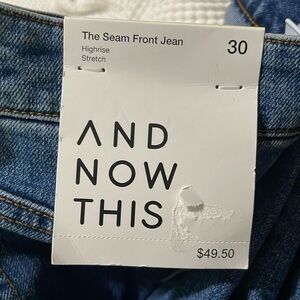 The Seam Front Jean 30
Highrise
Stretch
AND
NOW
THIS
$49.50